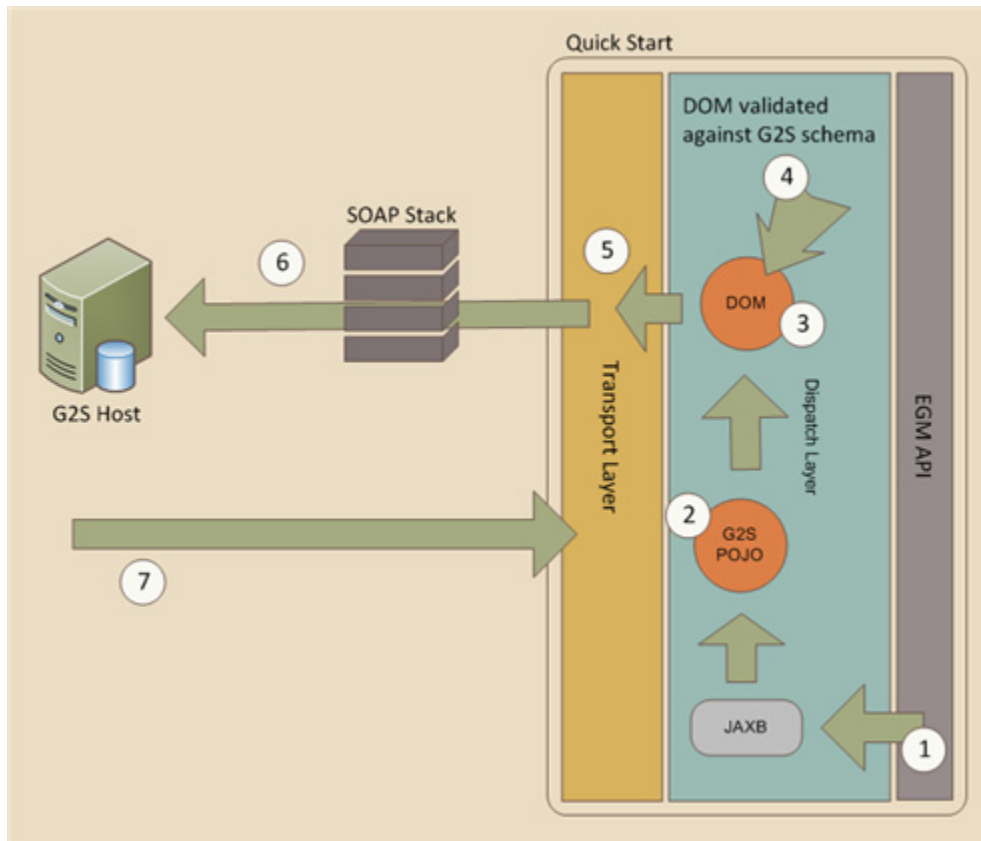 Quick Start
DOM validated
against G2S schema
4
SOAP Stack
5
6
DOM
3
G2S Host
Transport Layer
Dispatch Layer
EGM API
2
G2S
POJO
7
JAXB
1